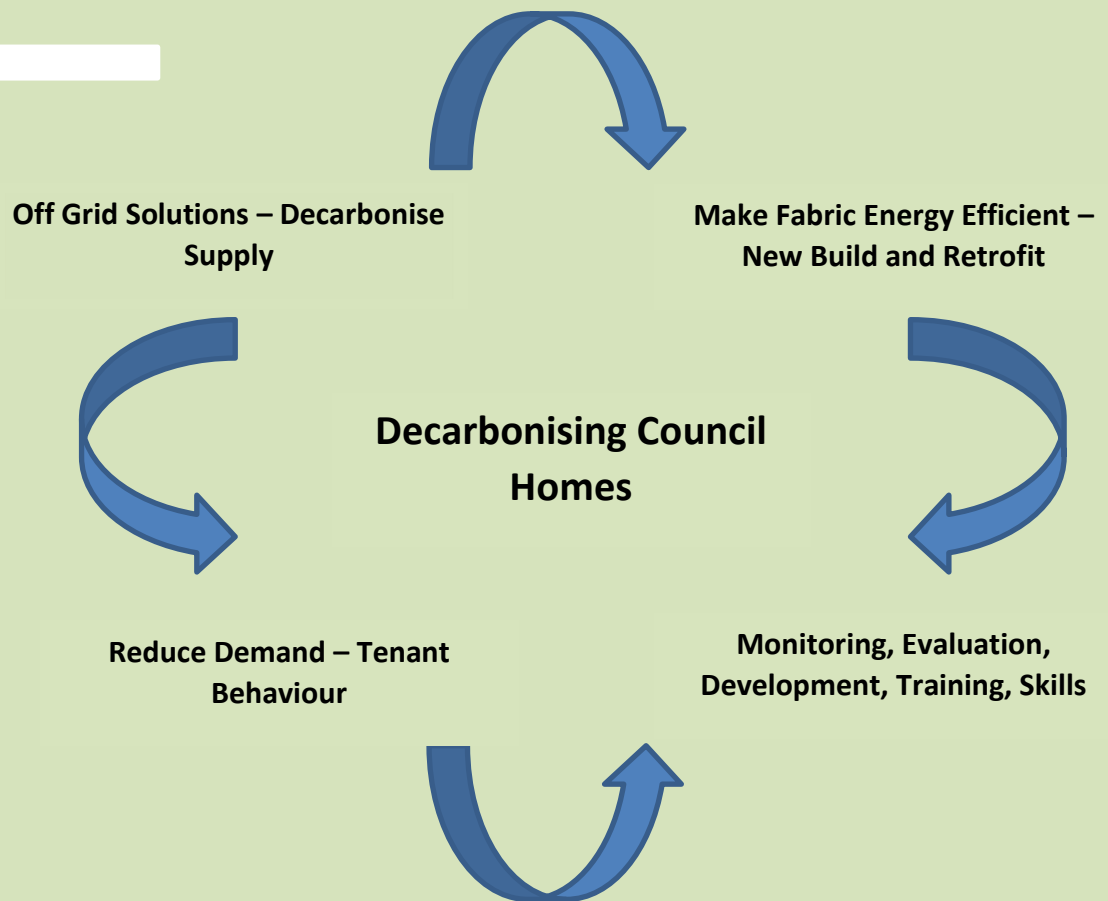 Off Grid Solutions – Decarbonise
Supply
Make Fabric Energy Efficient –
New Build and Retrofit
Decarbonising Council
Homes
Reduce Demand – Tenant
Behaviour
Monitoring, Evaluation,
Development, Training, Skills